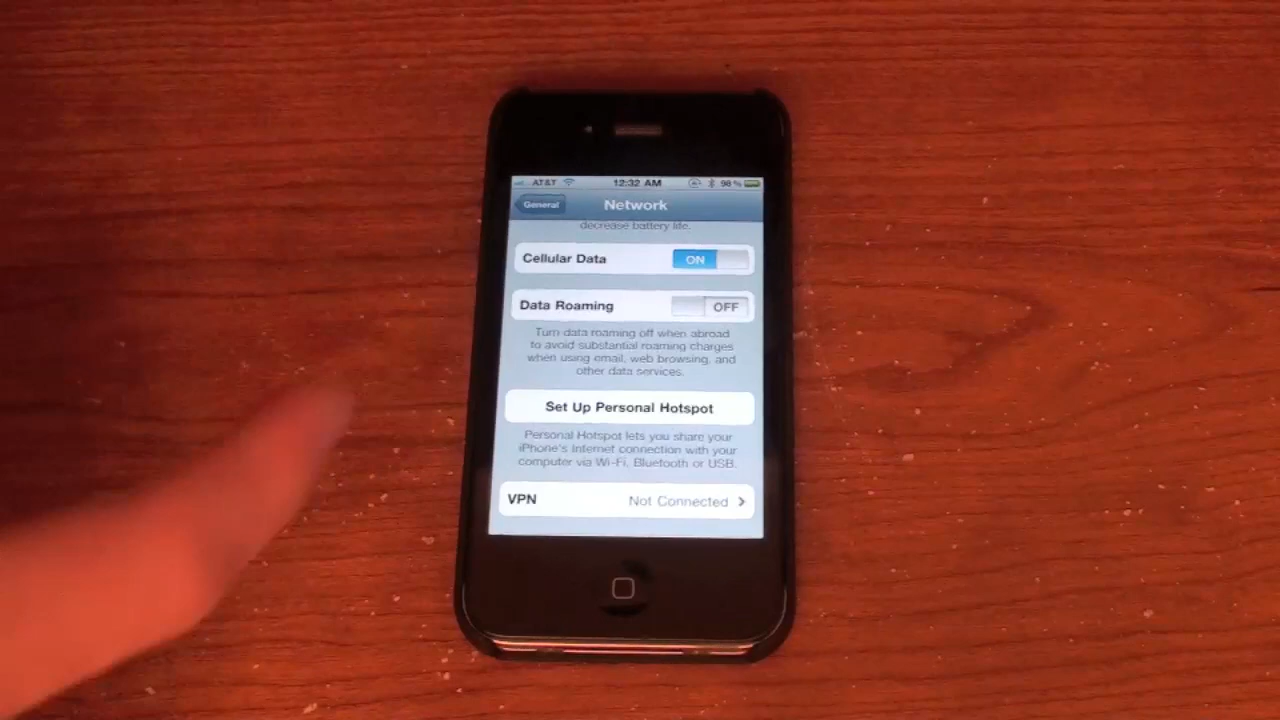 AT&T 12:32 AM 98%
General Network
decrease battery life.
Cellular Data ON
Data Roaming OFF
Turn data roaming off when abroad
to avoid substantial roaming charges
when using email, web browsing, and
other data services.
Set Up Personal Hotspot
Personal Hotspot lets you share your
iPhone's Internet connection with your
computer via Wi-Fi, Bluetooth or USB.
VPN Not Connected